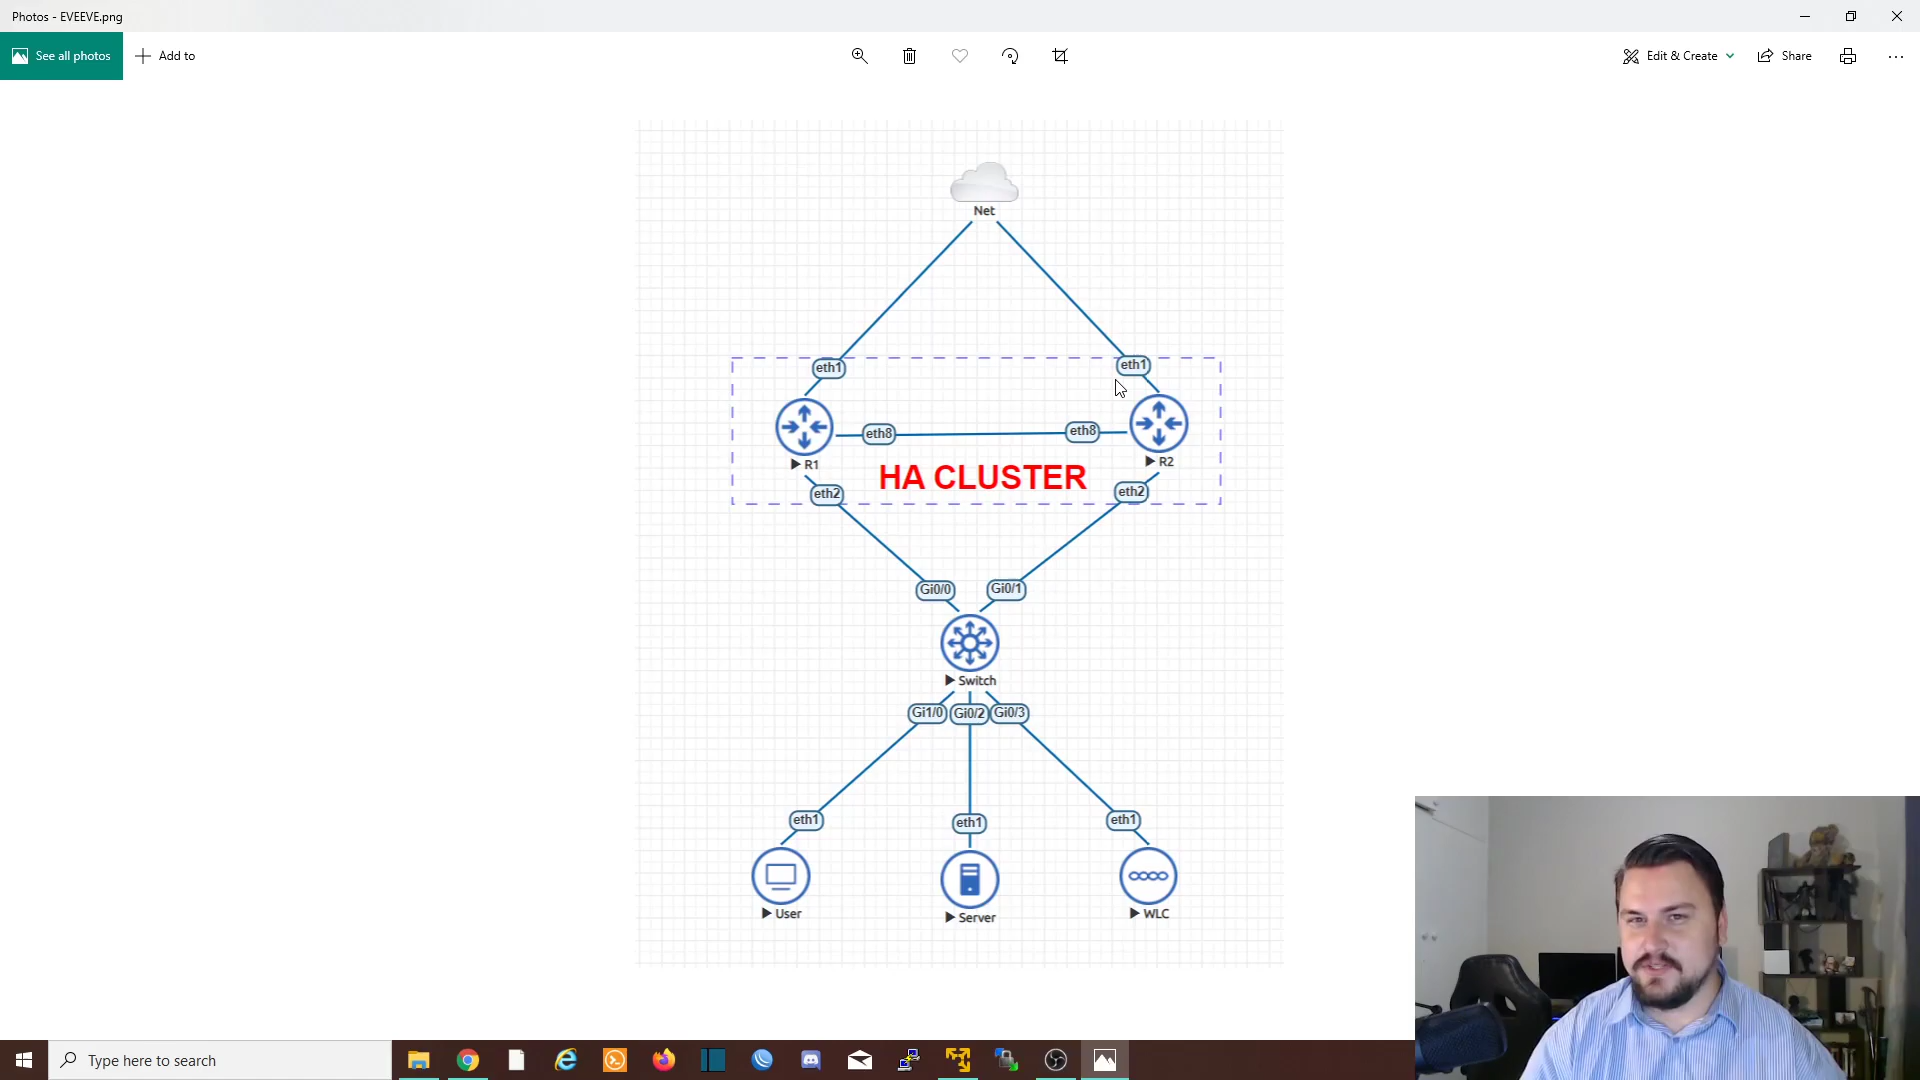 Photos - EVEEVE.png
See all photos
Add to
Edit & Create
Share
Net
eth1
eth1
eth8
eth8
R1
R2
HA CLUSTER
eth2
eth2
Gi0/0
Gi0/1
Switch
Gi1/0
Gi0/2
Gi0/3
eth1
eth1
eth1
User
Server
WLC
Type here to search